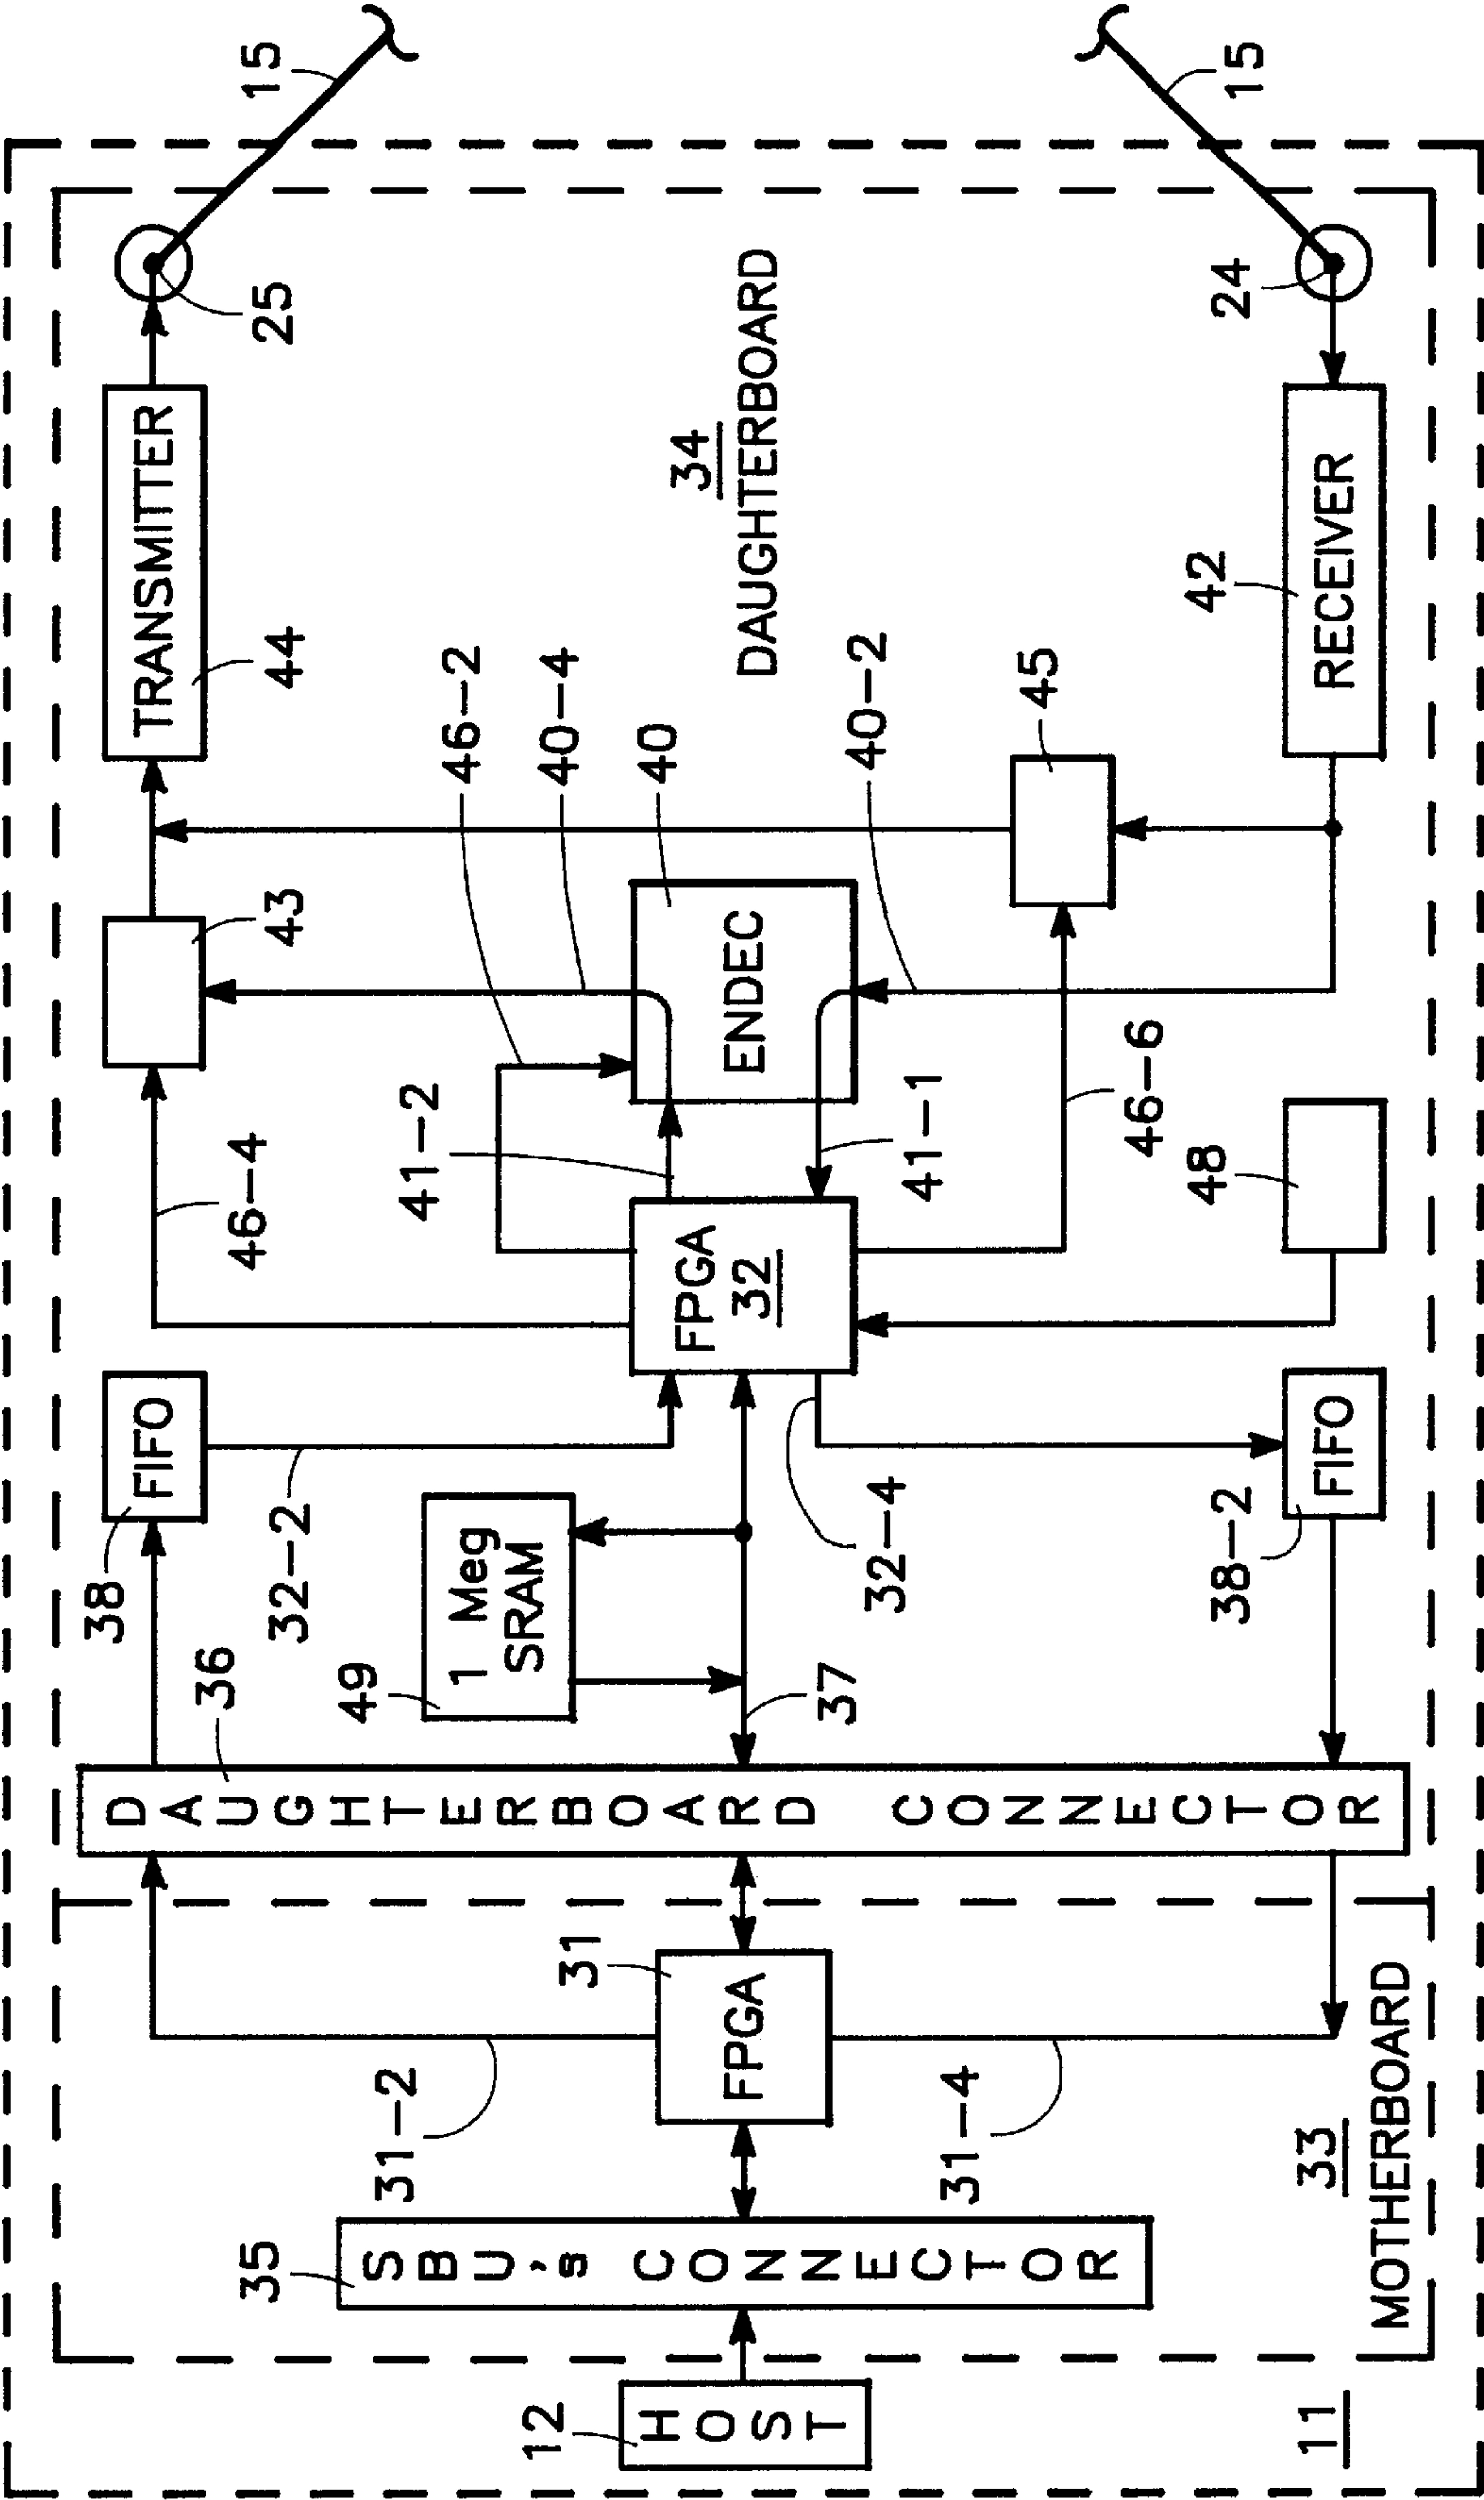 15
15
25
24
TRANSMITTER
44
34
DAUGHTERBOARD
RECEIVER
42
46-2
40-4
40
40-2
45
43
ENDEC
46-4
41-2
41-1
46-6
48
FPGA
32
FIFO
38
32-2
1 Meg
SRAM
49
32-4
37
FIFO
38-2
36
DAUGHTERBOARD CONNECTOR
31
FPGA
31-2
31-4
33
MOTHERBOARD
35
SBU's CONNECTOR
12
HOST
11